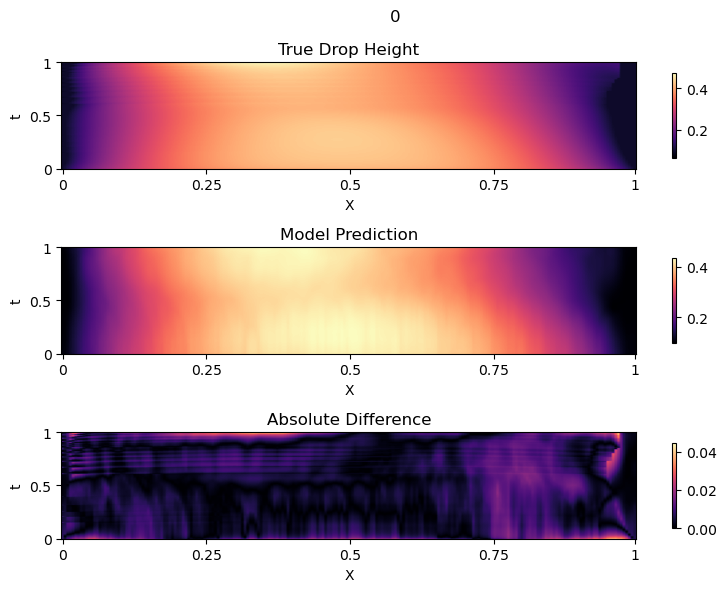 0
True Drop Height
1
0.5
0
t
0 0.25 0.5 0.75 1
X
0.4
0.2
Model Prediction
1
0.5
0
t
0 0.25 0.5 0.75 1
X
0.4
0.2
Absolute Difference
1
0.5
0
t
0 0.25 0.5 0.75 1
X
0.04
0.02
0.00